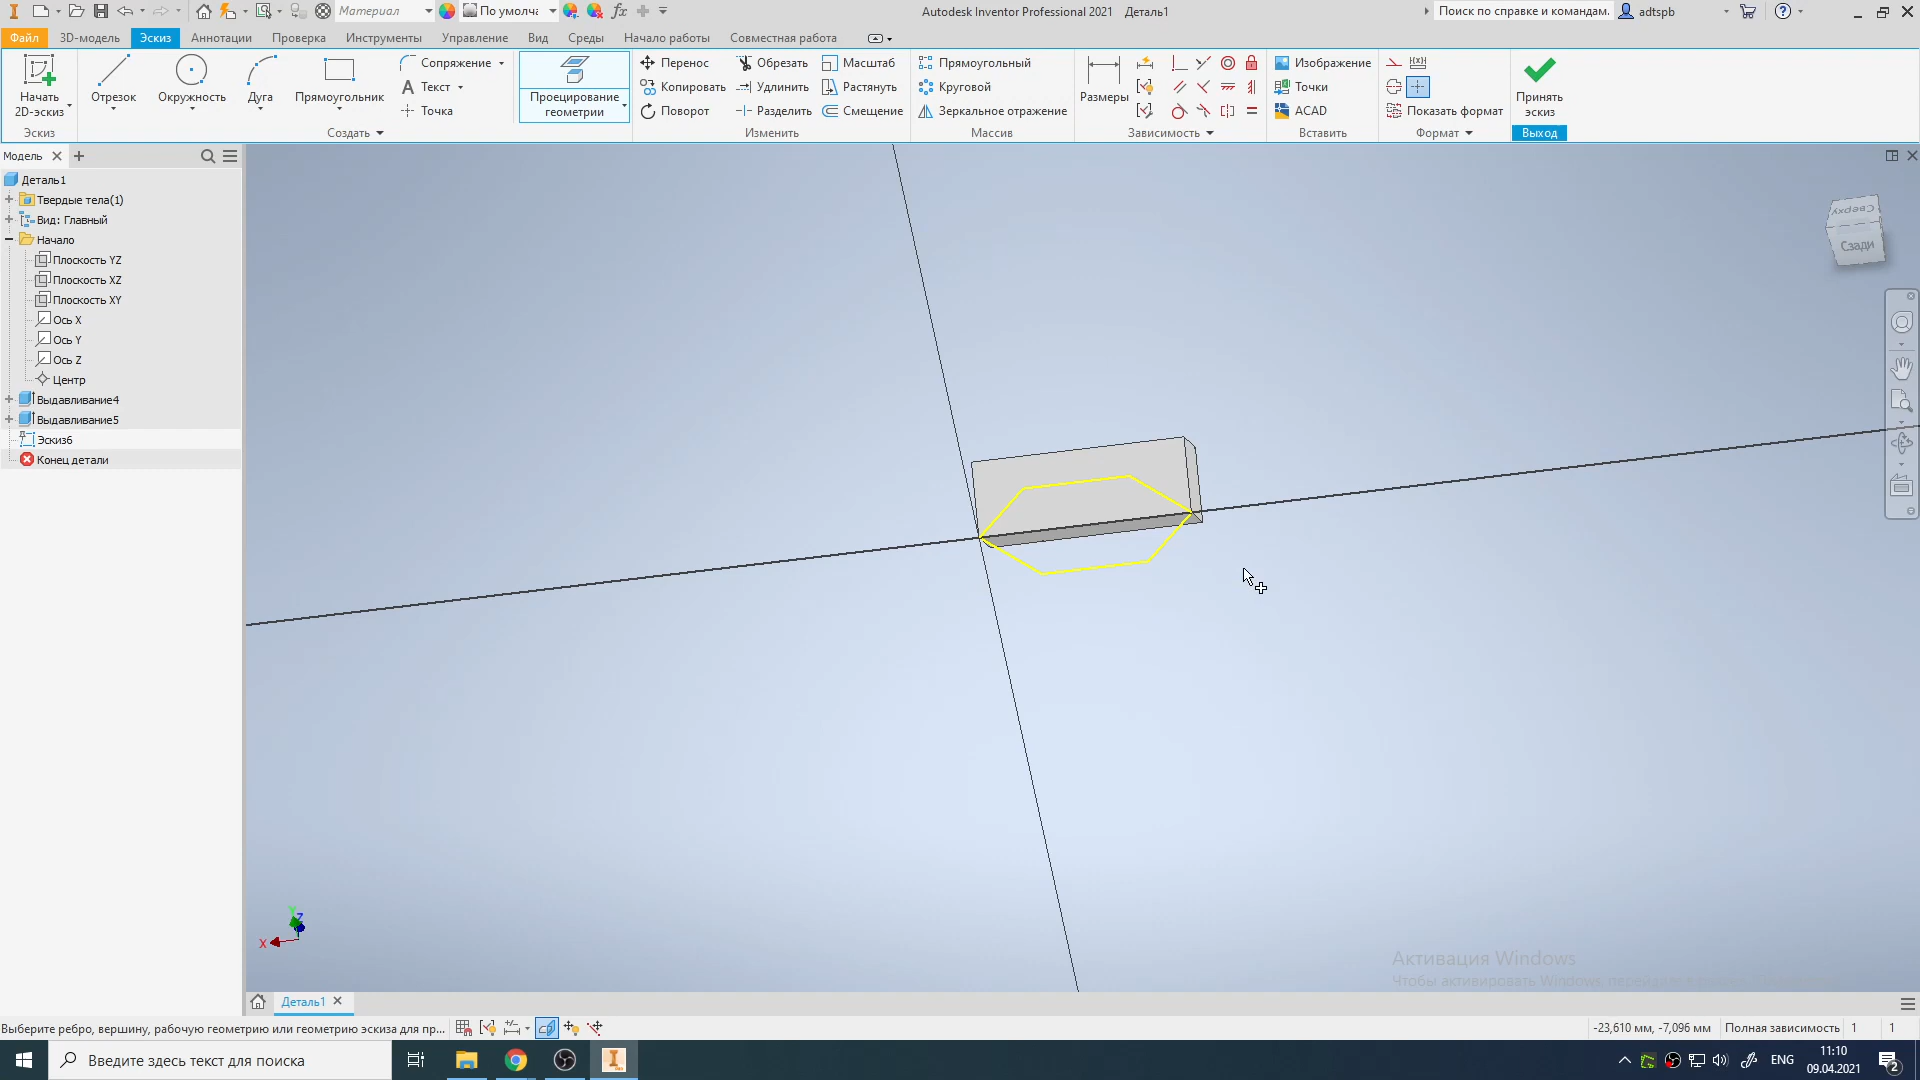 Материал
По умолча
fx
Autodesk Inventor Professional 2021 Деталь1
Поиск по справке и командам.
adtspb
Файл
3D-модель
Эскиз
Аннотации
Проверка
Инструменты
Управление
Вид
Среды
Начало работы
Совместная работа
Начать
2D-эскиз
Отрезок
Окружность
Дуга
Прямоугольник
Сопряжение
Текст
Точка
Проецирование
геометрии
Перенос
Копировать
Поворот
Обрезать
Удлинить
Разделить
Масштаб
Растянуть
Смещение
Прямоугольный
Круговой
Зеркальное отражение
Размеры
Изображение
Точки
ACAD
Показать формат
Принять
эскиз
Эскиз
Создать
Изменить
Массив
Зависимость
Вставить
Формат
Выход
Модель
Деталь1
Твердые тела(1)
Вид: Главный
Начало
Плоскость YZ
Плоскость XZ
Плоскость XY
Ось X
Ось Y
Ось Z
Центр
Выдавливание4
Выдавливание5
Эскиз6
Конец детали
Сверху
Сзади
Y
Z
X
Активация Windows
Чтобы активировать Windows,
Деталь1
Выберите ребро, вершину, рабочую геометрию или геометрию эскиза для пр...
-23,610 мм, -7,096 мм
Полная зависимость
1
1
Введите здесь текст для поиска
ENG
11:10
09.04.2021
2